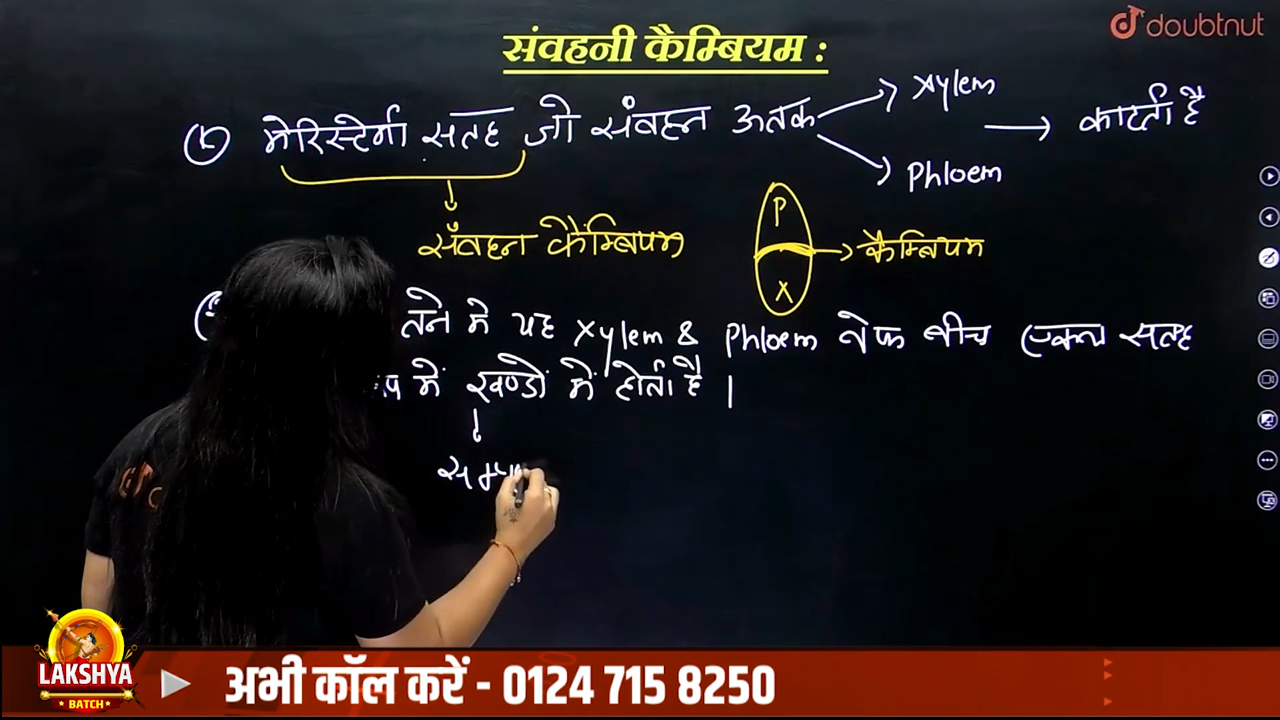 doubtnut
संवहनी कैम्बियम :
① मेरिस्टेमी सतह जो संवहन ऊतक Xylem → काटती है
Phloem
संवहन कैम्बियम
P
X
→ कैम्बियम
तने में यह Xylem & Phloem के बीच एकल सतह
में खण्डों में होती है ।
LAKSHYA
BATCH
अभी कॉल करें - 0124 715 8250